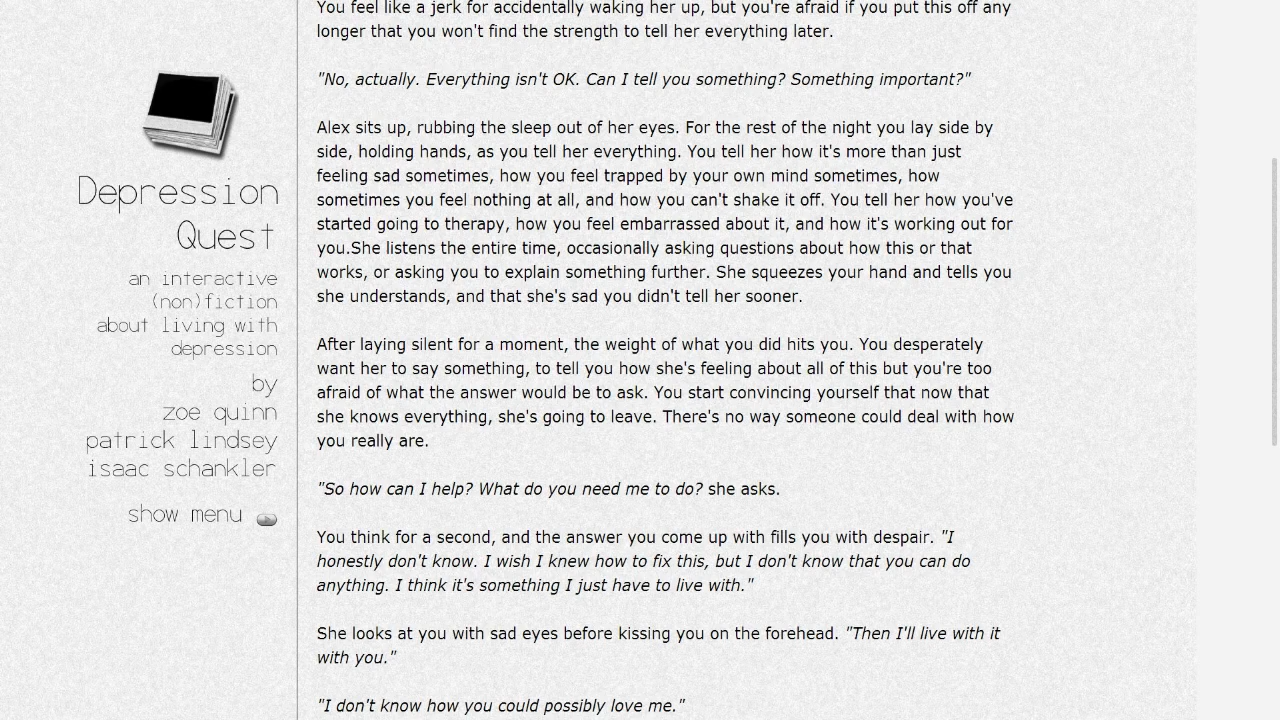 You feel like a jerk for accidentally waking her up, but you're afraid if you put this off any
longer that you won't find the strength to tell her everything later.
"No, actually. Everything isn't OK. Can I tell you something? Something important?"
Alex sits up, rubbing the sleep out of her eyes. For the rest of the night you lay side by
side, holding hands, as you tell her everything. You tell her how it's more than just
feeling sad sometimes, how you feel trapped by your own mind sometimes, how
sometimes you feel nothing at all, and how you can't shake it off. You tell her how you've
started going to therapy, how you feel embarrassed about it, and how it's working out for
you.She listens the entire time, occasionally asking questions about how this or that
works, or asking you to explain something further. She squeezes your hand and tells you
she understands, and that she's sad you didn't tell her sooner.
After laying silent for a moment, the weight of what you did hits you. You desperately
want her to say something, to tell you how she's feeling about all of this but you're too
afraid of what the answer would be to ask. You start convincing yourself that now that
she knows everything, she's going to leave. There's no way someone could deal with how
you really are.
"So how can I help? What do you need me to do? she asks.
You think for a second, and the answer you come up with fills you with despair. "I
honestly don't know. I wish I knew how to fix this, but I don't know that you can do
anything. I think it's something I just have to live with."
She looks at you with sad eyes before kissing you on the forehead. "Then I'll live with it
with you."
"I don't know how you could possibly love me."
Depression
Quest
an interactive
(non)fiction
about living with
depression
by
zoe quinn
patrick lindsey
isaac schankler
show menu